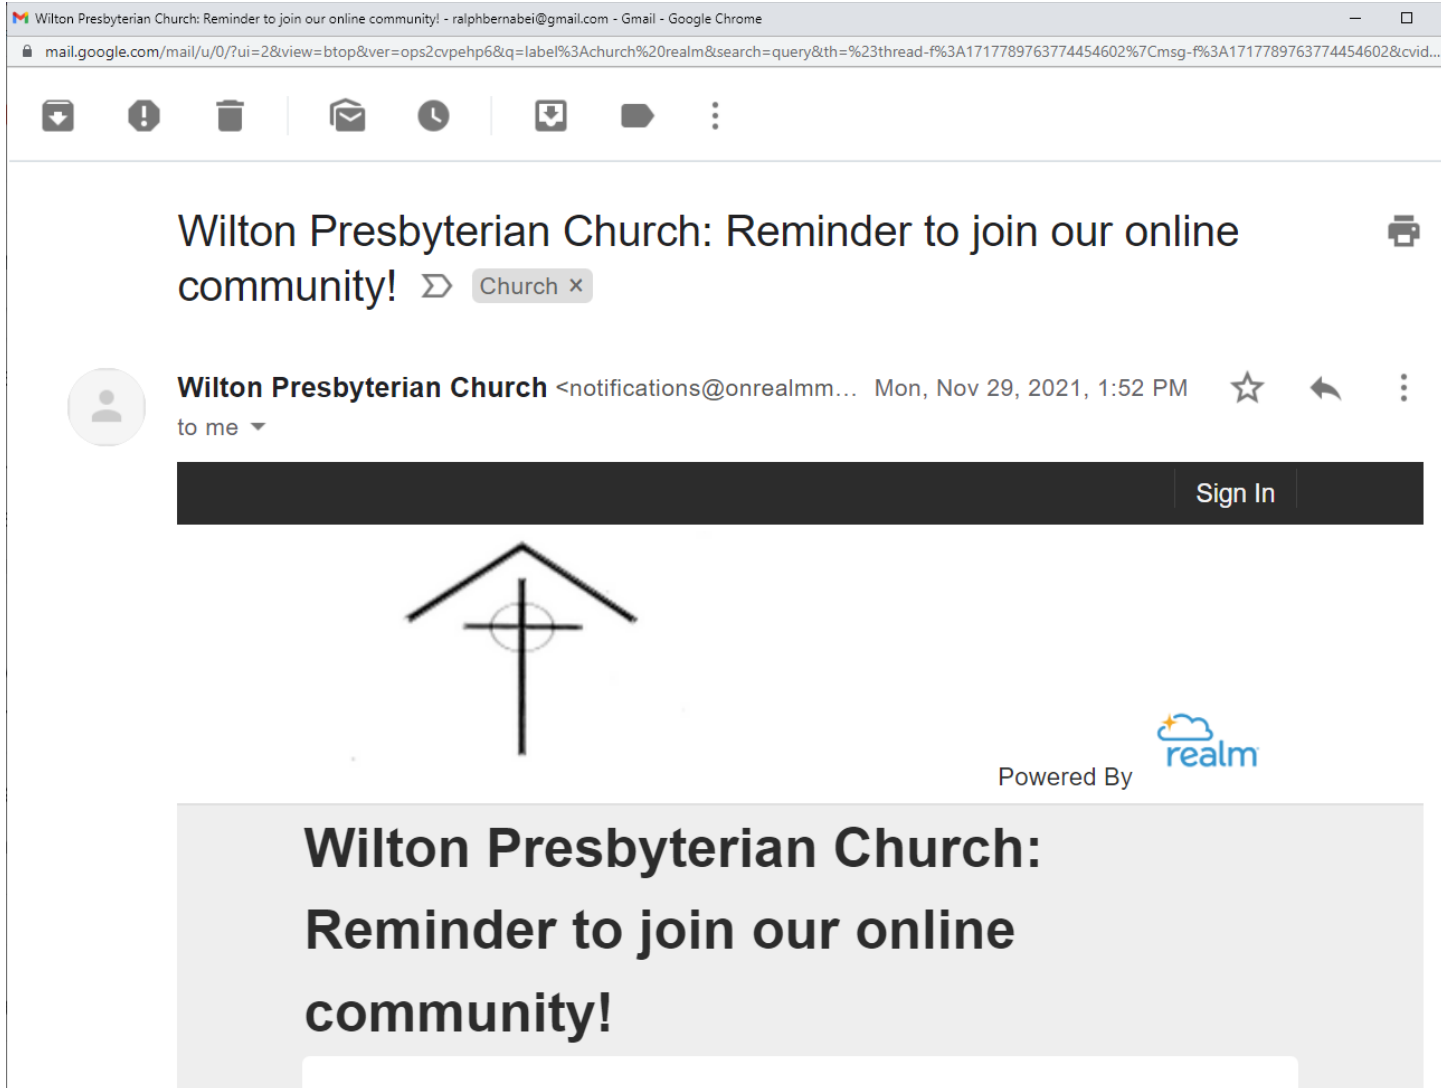 Wilton Presbyterian Church: Reminder to join our online community! - ralphbernabei@gmail.com - Gmail - Google Chrome
mail.google.com/mail/u/0/?ui=2&view=btop&ver=ops2cvpehp6&q=label%3Achurch%20realm&search=query&th=%23thread-f%3A1717789763774454602%7Cmsg-f%3A1717789763774454602&cvid...
Wilton Presbyterian Church: Reminder to join our online
community! Church ×
Wilton Presbyterian Church <notifications@onrealmm... Mon, Nov 29, 2021, 1:52 PM
to me
Sign In
Powered By realm
Wilton Presbyterian Church:
Reminder to join our online
community!